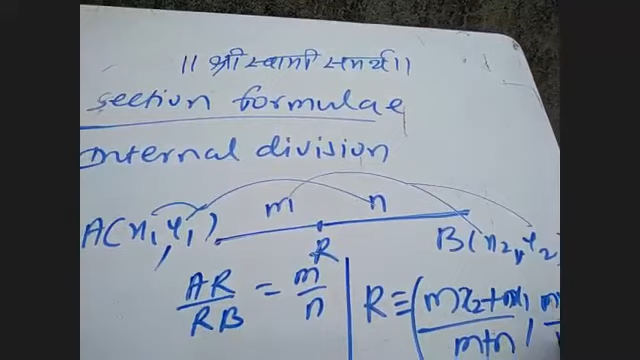 ॥ श्री स्वामी समर्थ ॥
section formulae
Internal division
m n
A(x₁, y₁) R B(x₂, y₂)
AR/RB = m/n | R ≡ (mx₂+nx₁/m+n,